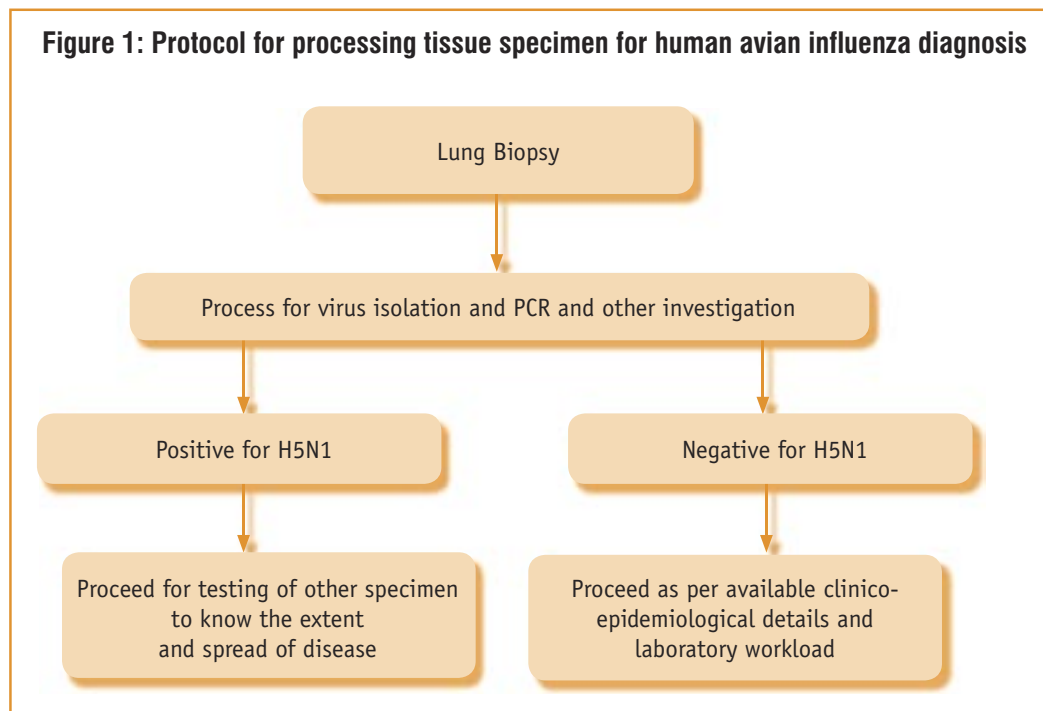 Figure 1: Protocol for processing tissue specimen for human avian influenza diagnosis
Lung Biopsy
Process for virus isolation and PCR and other investigation
Positive for H5N1
Negative for H5N1
Proceed for testing of other specimen
to know the extent
and spread of disease
Proceed as per available clinico-
epidemiological details and
laboratory workload